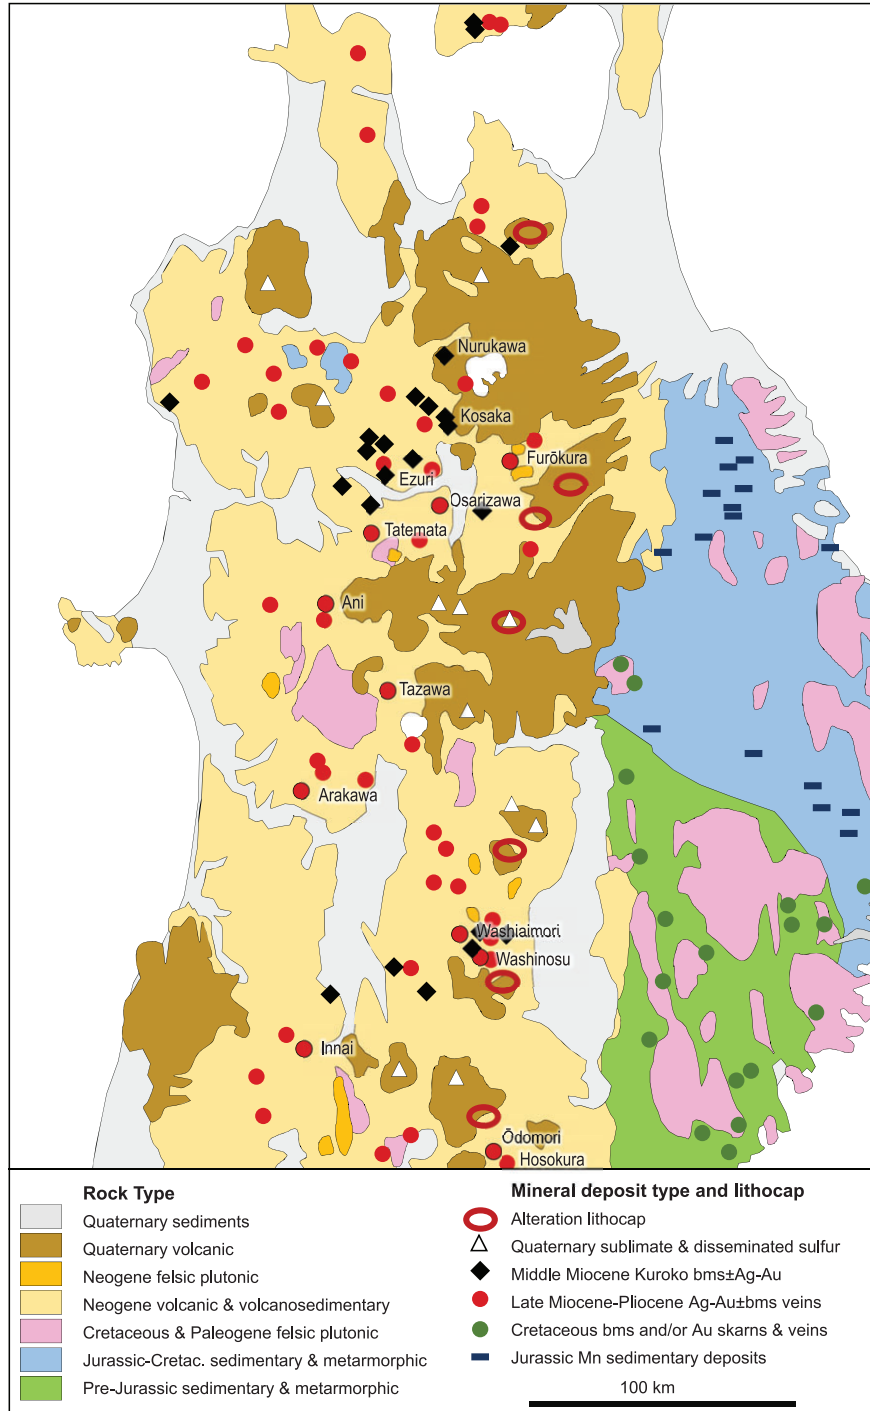 Nurukawa
Kosaka
Furōkura
Ezuri
Osarizawa
Tatemata
Ani
Tazawa
Arakawa
Washiaimori
Washinosu
Innai
Ōdomori
Hosokura
Rock Type
Quaternary sediments
Quaternary volcanic
Neogene felsic plutonic
Neogene volcanic & volcanosedimentary
Cretaceous & Paleogene felsic plutonic
Jurassic-Cretac. sedimentary & metarmorphic
Pre-Jurassic sedimentary & metamorphic
Mineral deposit type and lithocap
Alteration lithocap
Quaternary sublimate & disseminated sulfur
Middle Miocene Kuroko bms±Ag-Au
Late Miocene-Pliocene Ag-Au±bms veins
Cretaceous bms and/or Au skarns & veins
Jurassic Mn sedimentary deposits
100 km